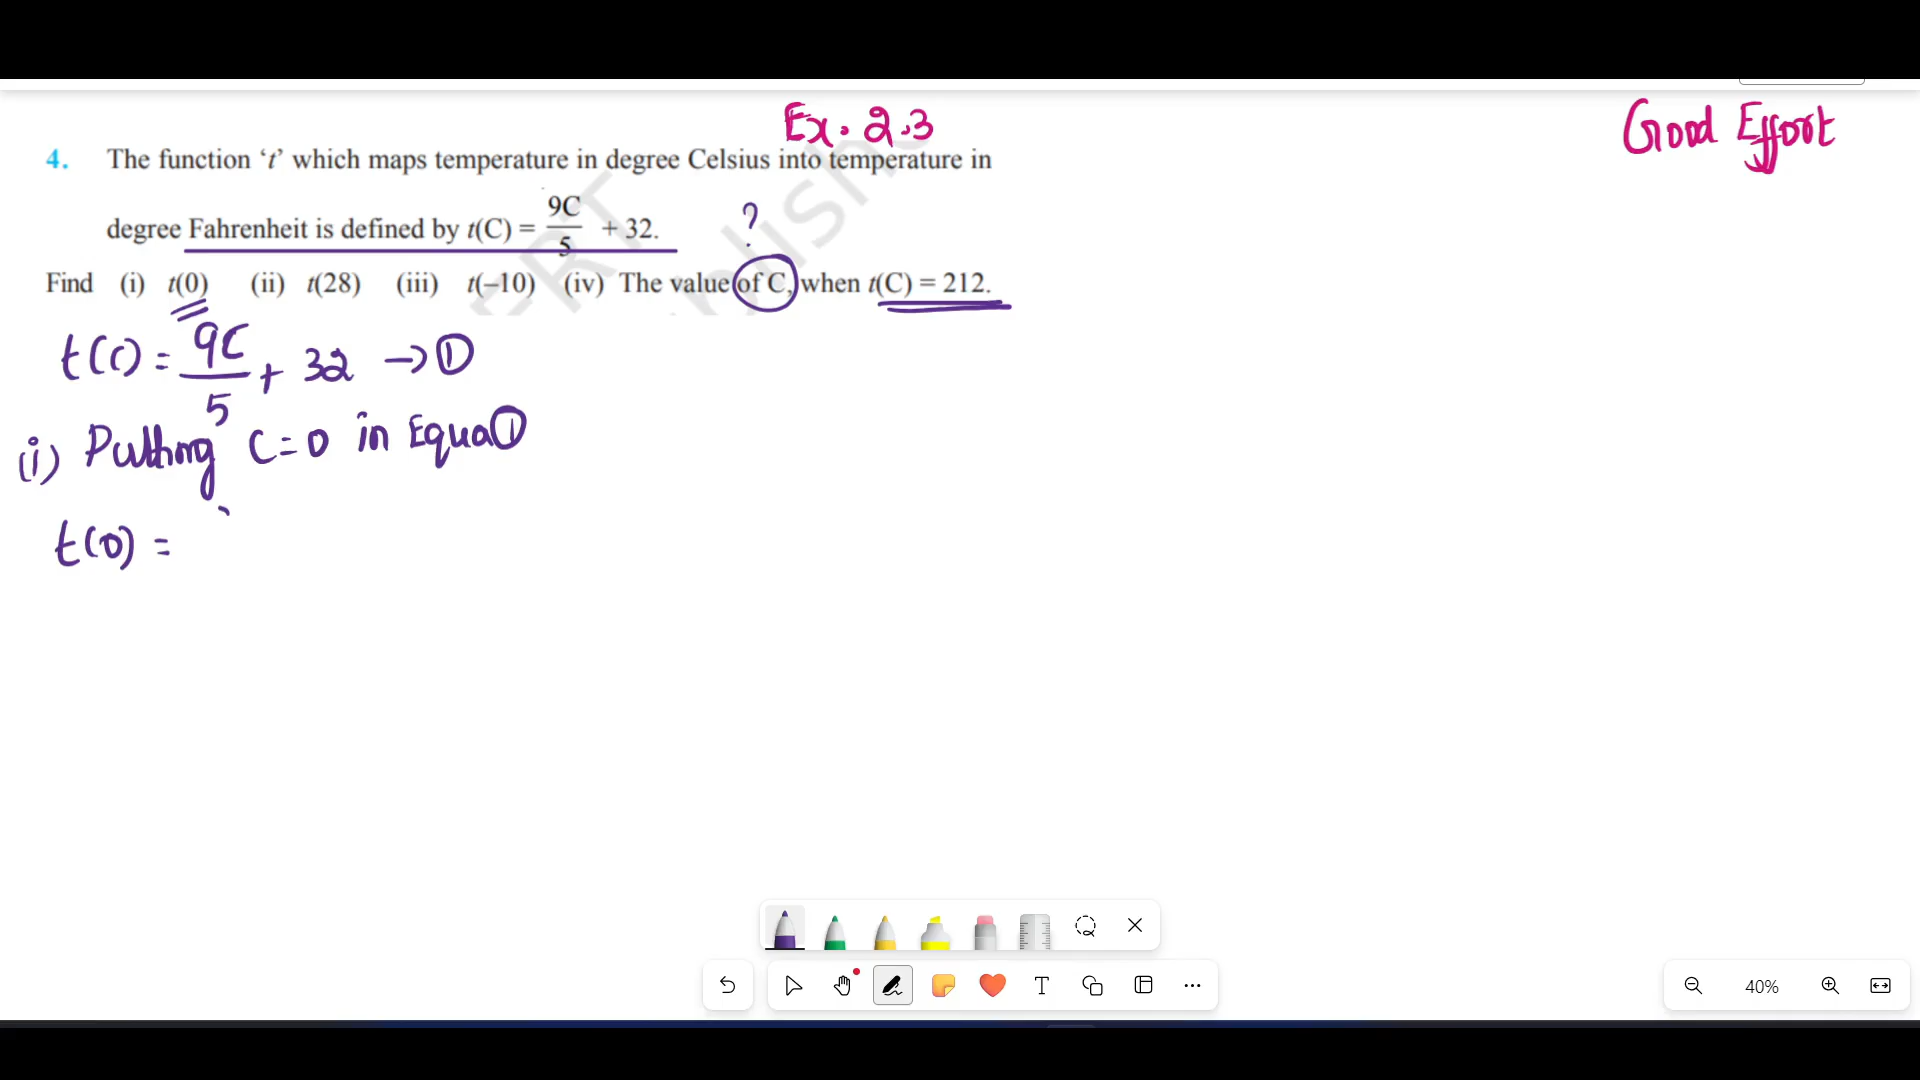 Ex. 2.3
Good Effort
4. The function ‘t’ which maps temperature in degree Celsius into temperature in
degree Fahrenheit is defined by t(C) = 9C/5 + 32.
?
Find (i) t(0) (ii) t(28) (iii) t(–10) (iv) The value of C, when t(C) = 212.
t(C) = 9C/5 + 32 → ①
(i) Putting C=0 in Equa①
t(0) =
40%